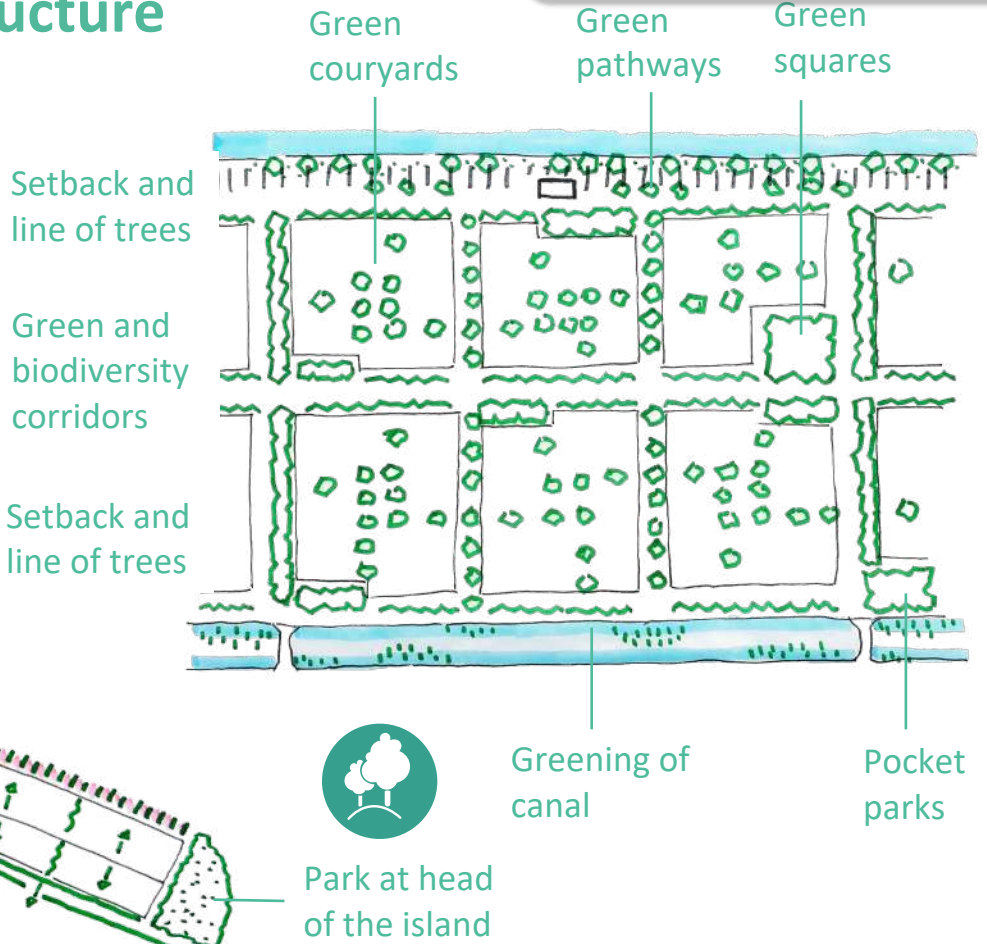 ucture
Green
couryards
Green
pathways
Green
squares
Setback and
line of trees
Green and
biodiversity
corridors
Setback and
line of trees
Greening of
canal
Pocket
parks
Park at head
of the island